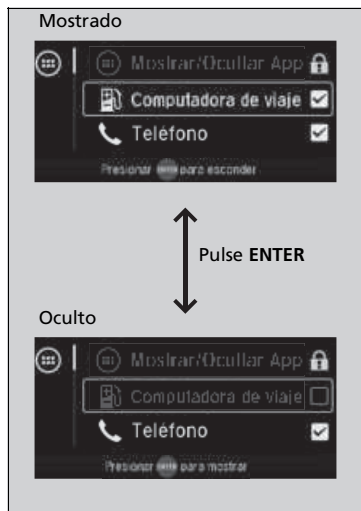 Mostrado
Mostrar/Ocultar App
Computadora de viaje
Teléfono
Presionar para esconder
Pulse ENTER
Oculto
Mostrar/Ocultar App
Computadora de viaje
Teléfono
Presionar para mostrar